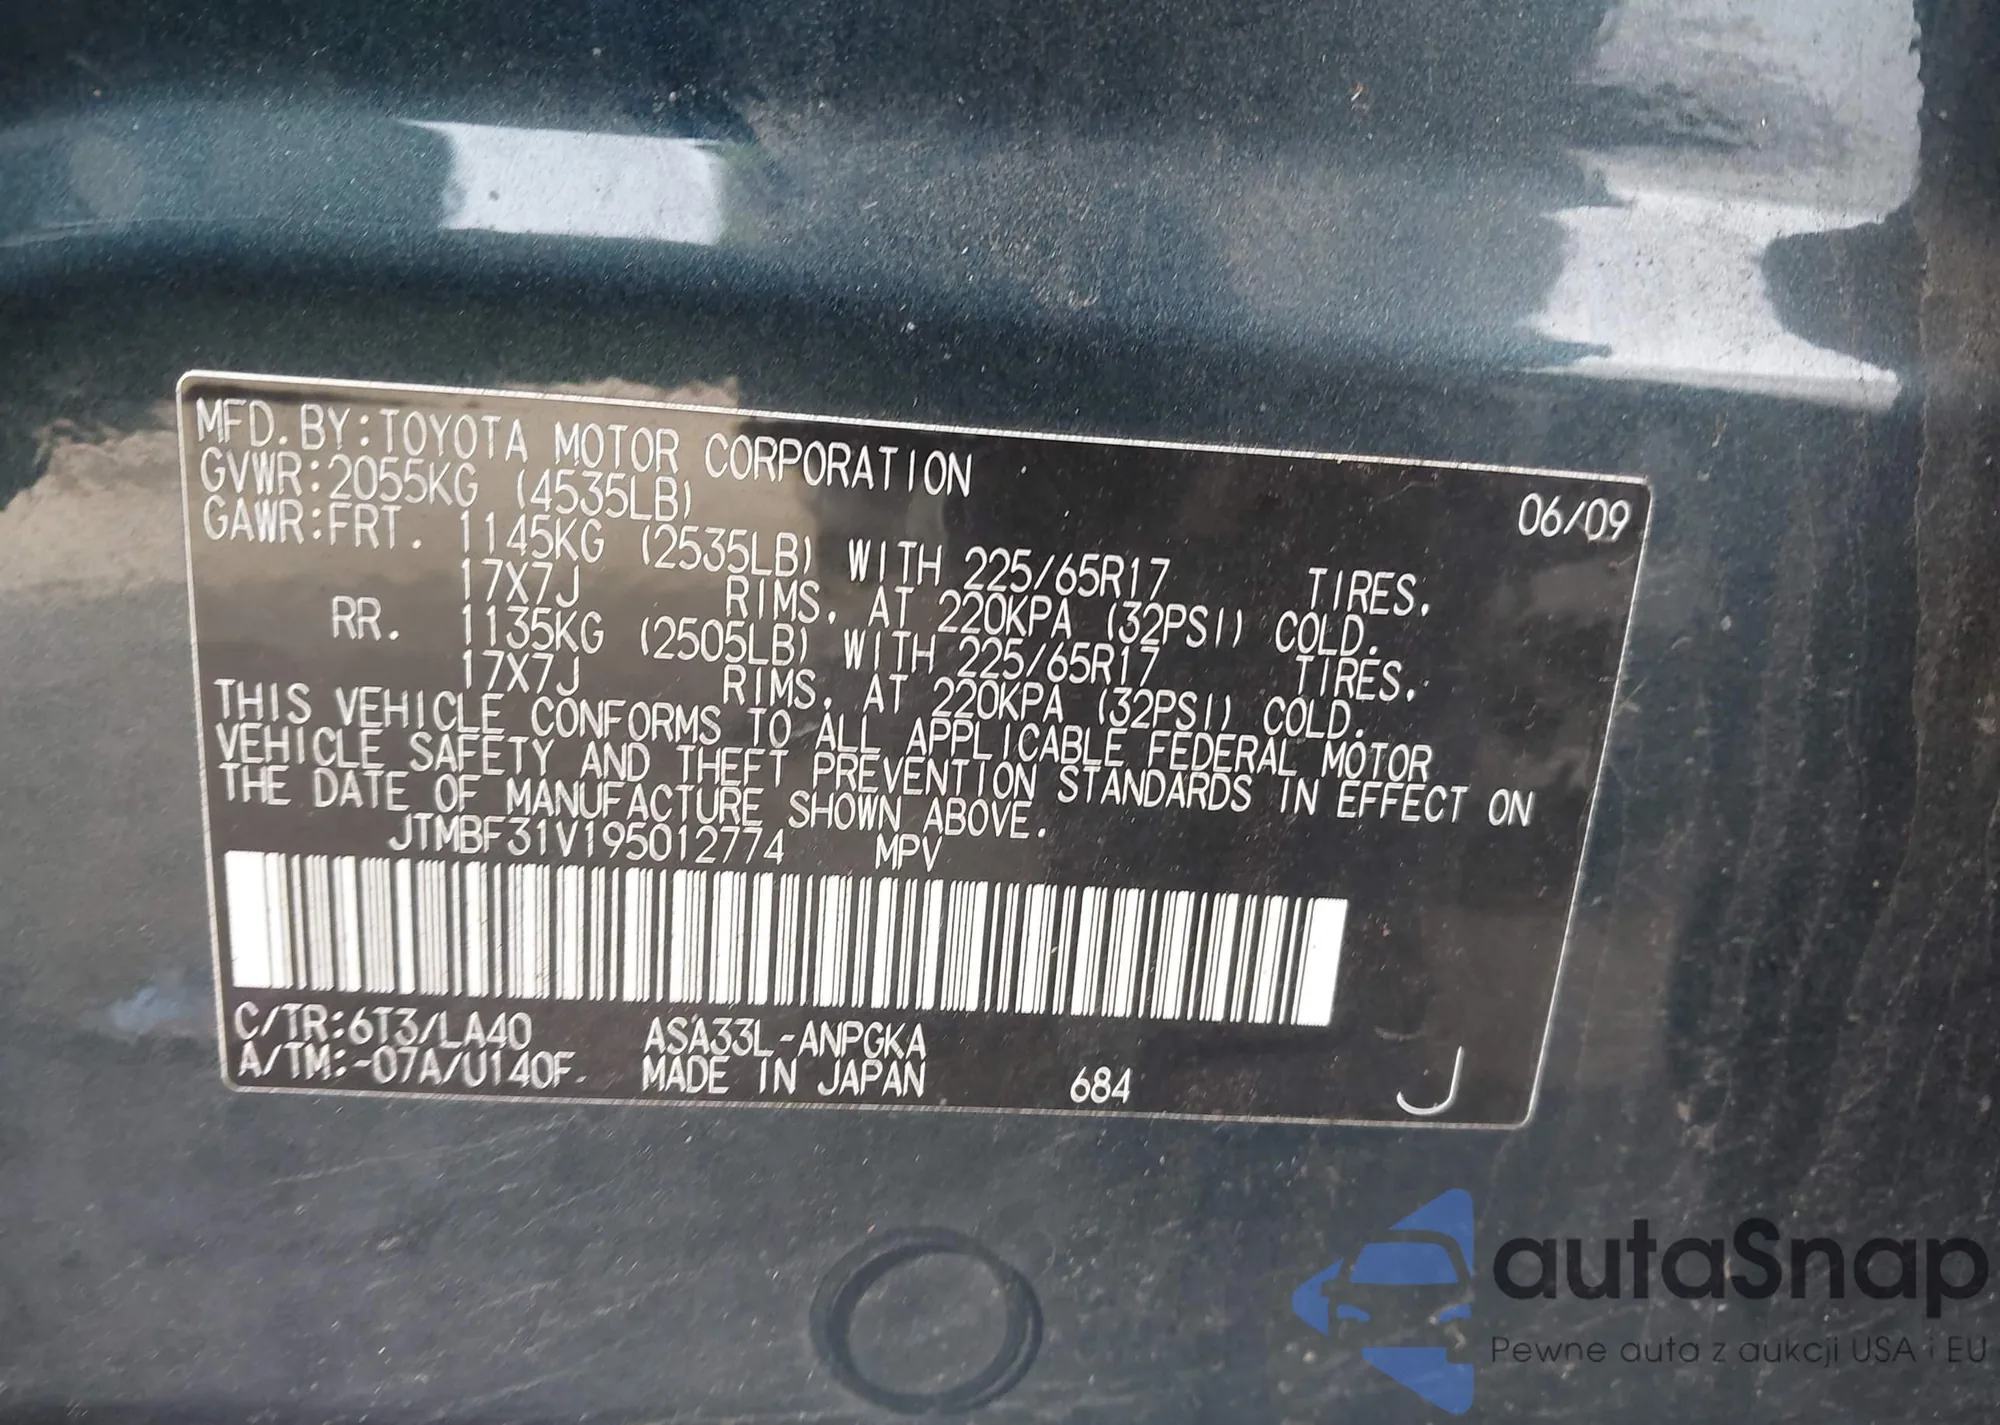 MFD. BY: TOYOTA MOTOR CORPORATION 06/09
GVWR: 2055KG (4535LB)
GAWR: FRT. 1145KG (2535LB) WITH 225/65R17 TIRES,
17X7J RIMS, AT 220KPA (32PSI) COLD.
RR. 1135KG (2505LB) WITH 225/65R17 TIRES,
17X7J RIMS, AT 220KPA (32PSI) COLD.
THIS VEHICLE CONFORMS TO ALL APPLICABLE FEDERAL MOTOR
VEHICLE SAFETY AND THEFT PREVENTION STANDARDS IN EFFECT ON
THE DATE OF MANUFACTURE SHOWN ABOVE.
JTMBF31V195012774 MPV
C/TR: 6T3/LA40 ASA33L-ANPGKA
A/TM: -07A/U140F MADE IN JAPAN 684 J
autaSnap
Pewne auta z aukcji USA i EU